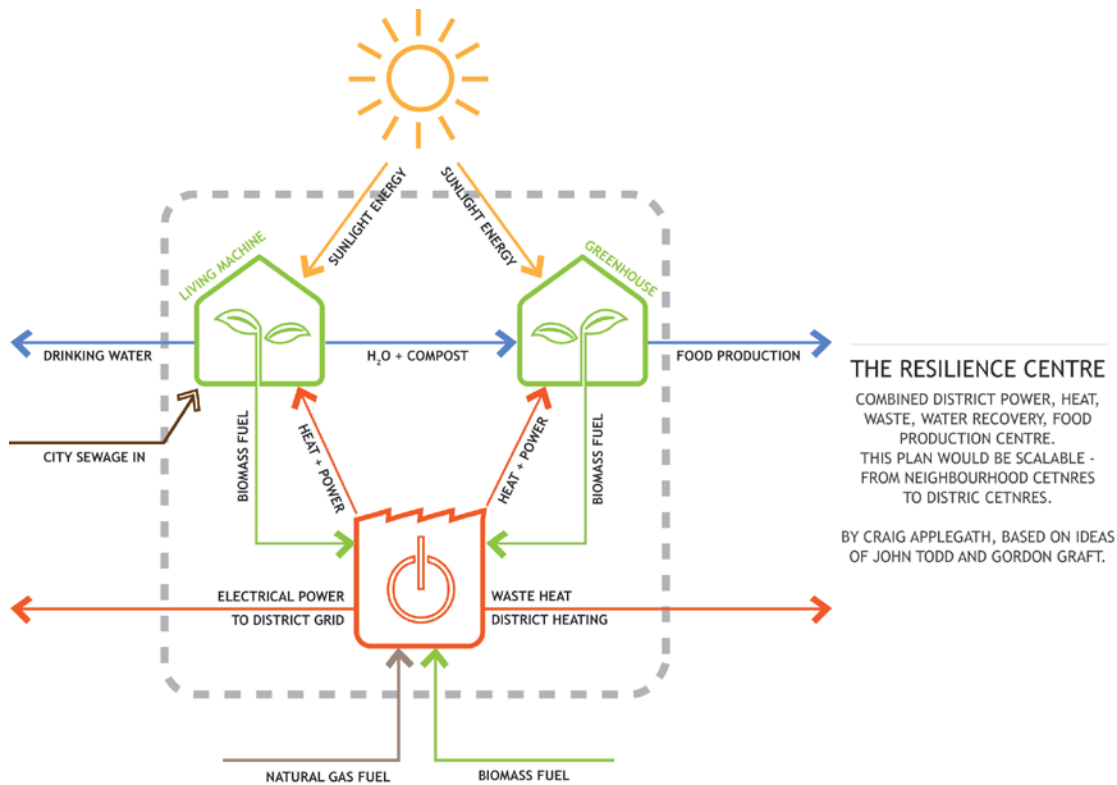 SUNLIGHT ENERGY
SUNLIGHT ENERGY
LIVING MACHINE
GREENHOUSE
DRINKING WATER
H₂O + COMPOST
FOOD PRODUCTION
CITY SEWAGE IN
BIOMASS FUEL
HEAT + POWER
HEAT + POWER
BIOMASS FUEL
ELECTRICAL POWER
TO DISTRICT GRID
WASTE HEAT
DISTRICT HEATING
NATURAL GAS FUEL
BIOMASS FUEL
THE RESILIENCE CENTRE
COMBINED DISTRICT POWER, HEAT,
WASTE, WATER RECOVERY, FOOD
PRODUCTION CENTRE.
THIS PLAN WOULD BE SCALABLE -
FROM NEIGHBOURHOOD CETNRES
TO DISTRIC CETNRES.
BY CRAIG APPLEGATH, BASED ON IDEAS
OF JOHN TODD AND GORDON GRAFT.